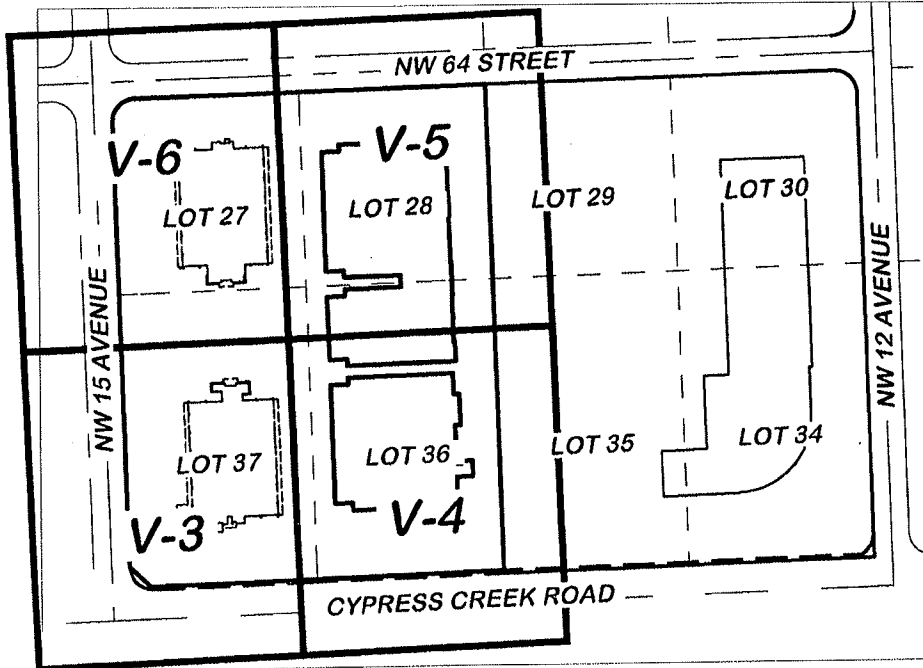 NW 64 STREET
V-6
V-5
LOT 27
LOT 28
LOT 29
LOT 30
NW 15 AVENUE
NW 12 AVENUE
LOT 37
LOT 36
LOT 35
LOT 34
V-3
V-4
CYPRESS CREEK ROAD